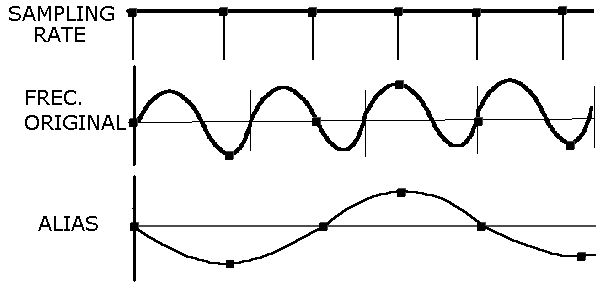 SAMPLING
RATE
FREC.
ORIGINAL
ALIAS